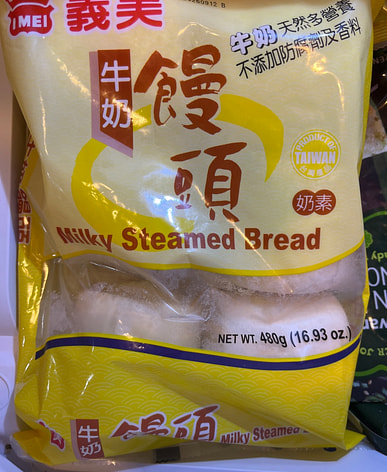 IMEI 義美
牛奶 天然多營養
不添加防腐劑及香料
牛奶
饅頭
TAIWAN
奶素
Milky Steamed Bread
NET WT. 480g (16.93 oz.)
牛奶 饅頭 Milky Steamed